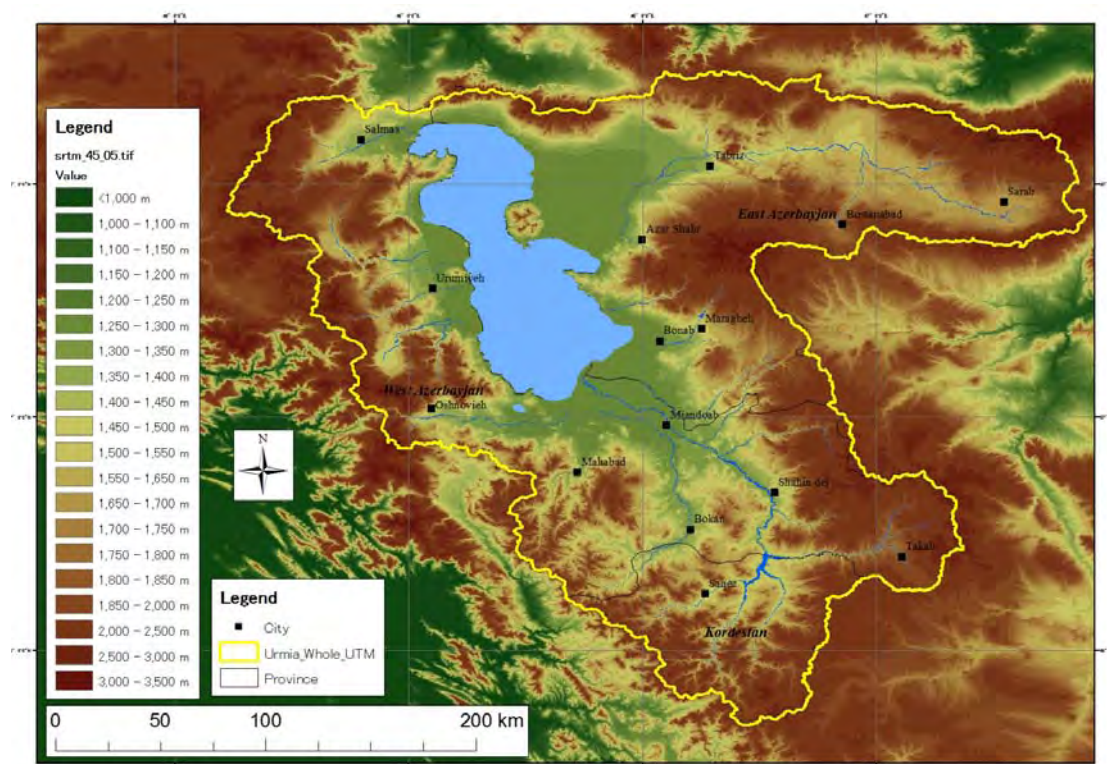 Legend
srtm_45_05.tif
Value
<1,000 m
1,000 – 1,100 m
1,100 – 1,150 m
1,150 – 1,200 m
1,200 – 1,250 m
1,250 – 1,300 m
1,300 – 1,350 m
1,350 – 1,400 m
1,400 – 1,450 m
1,450 – 1,500 m
1,500 – 1,550 m
1,550 – 1,650 m
1,650 – 1,700 m
1,700 – 1,750 m
1,750 – 1,800 m
1,800 – 1,850 m
1,850 – 2,000 m
2,000 – 2,500 m
2,500 – 3,000 m
3,000 – 3,500 m
Salmas
Tabriz
Sarab
East Azerbayjan
Bostanabad
Azar Shahr
Urumiyeh
Maragheh
Bonab
West Azerbayjan
Oshnovieh
Miandoab
N
Mahabad
Shahin dej
Bokan
Takab
Saqez
Kordestan
Legend
City
Urmia_Whole_UTM
Province
0 50 100 200 km